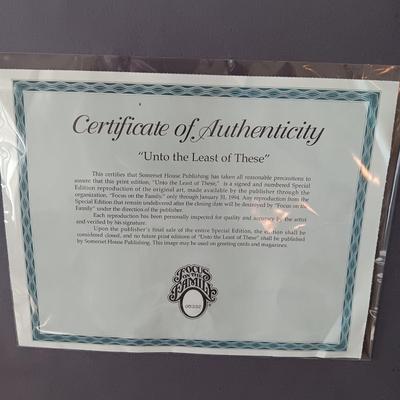 Certificate of Authenticity
"Unto the Least of These"
This certifies that Somerset House Publishing has taken all reasonable precautions to
assure that this print edition, "Unto the Least of These," is a signed and numbered Special
Edition reproduction of the original art, made available by the publisher through the
organization, "Focus on the Family," only through January 31, 1994. Any reproduction from the
Special Edition that remain undelivered after the closing date will be destroyed by "Focus on the
Family" under the direction of the publisher.
Each reproduction has been personally inspected for quality and accuracy by the artist
and verified by his signature.
Upon the publisher's final sale of the entire Special Edition, the edition shall be
considered closed, and no future print editions of "Unto the Least of These" shall be published
by Somerset House Publishing. This image may be used on greeting cards and magazines.
FOCUS
ON THE
FAMILY